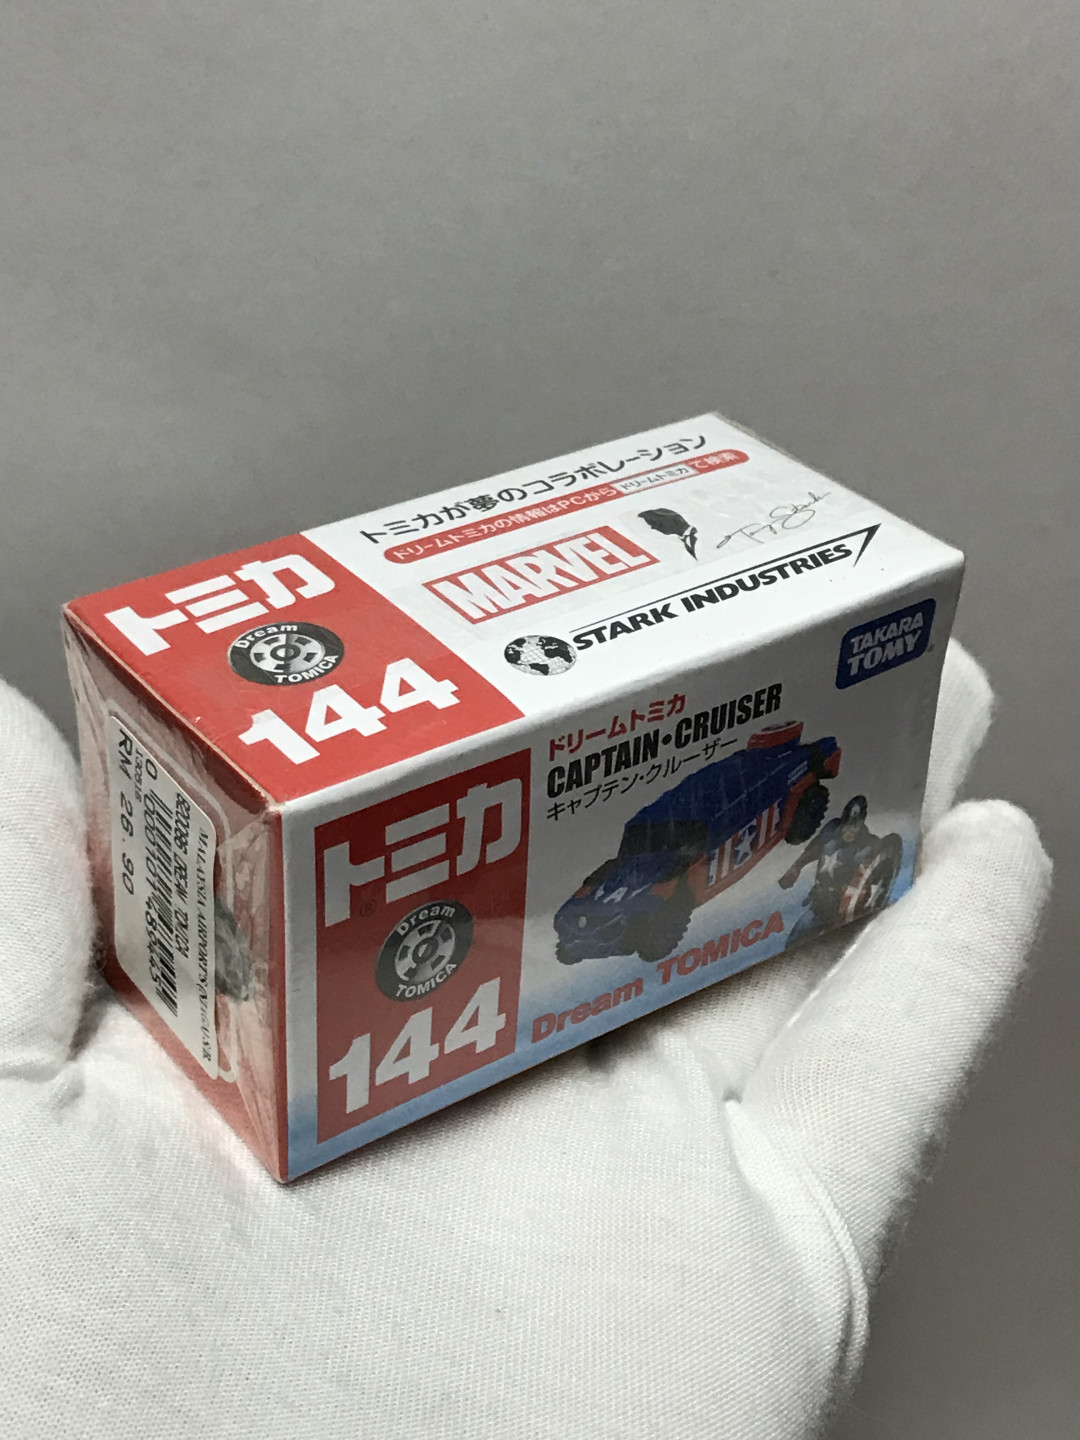 トミカが夢のコラボレーション
ドリームトミカの情報はPCから ドリームトミカ で検索
MARVEL
STARK INDUSTRIES
トミカ
Dream
TOMICA
144
TAKARA
TOMY
ドリームトミカ
CAPTAIN・CRUISER
キャプテン・クルーザー
トミカ
®
Dream
TOMICA
144
Dream TOMICA
MALAYSIA AIRPORTS
RM 26.90